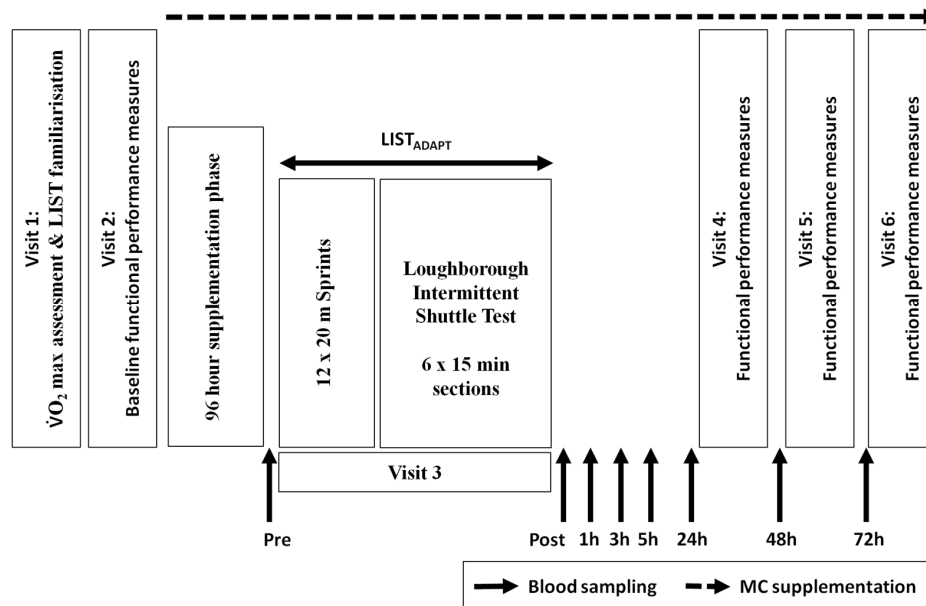 Visit 1:
V̇O2 max assessment & LIST familiarisation
Visit 2:
Baseline functional performance measures
96 hour supplementation phase
LISTADAPT
12 x 20 m Sprints
Loughborough
Intermittent
Shuttle Test
6 x 15 min
sections
Visit 3
Visit 4:
Functional performance measures
Visit 5:
Functional performance measures
Visit 6:
Functional performance measures
Pre
Post
1h
3h
5h
24h
48h
72h
Blood sampling
MC supplementation